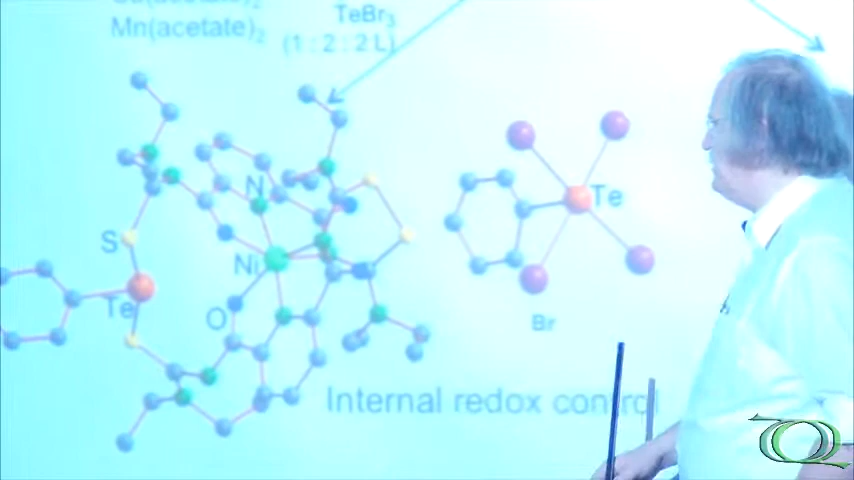 Mn(acetate)2
TeBr3
(1 : 2 : 2 L)
N
S
Ni
Te
Te
O
Br
Internal redox control